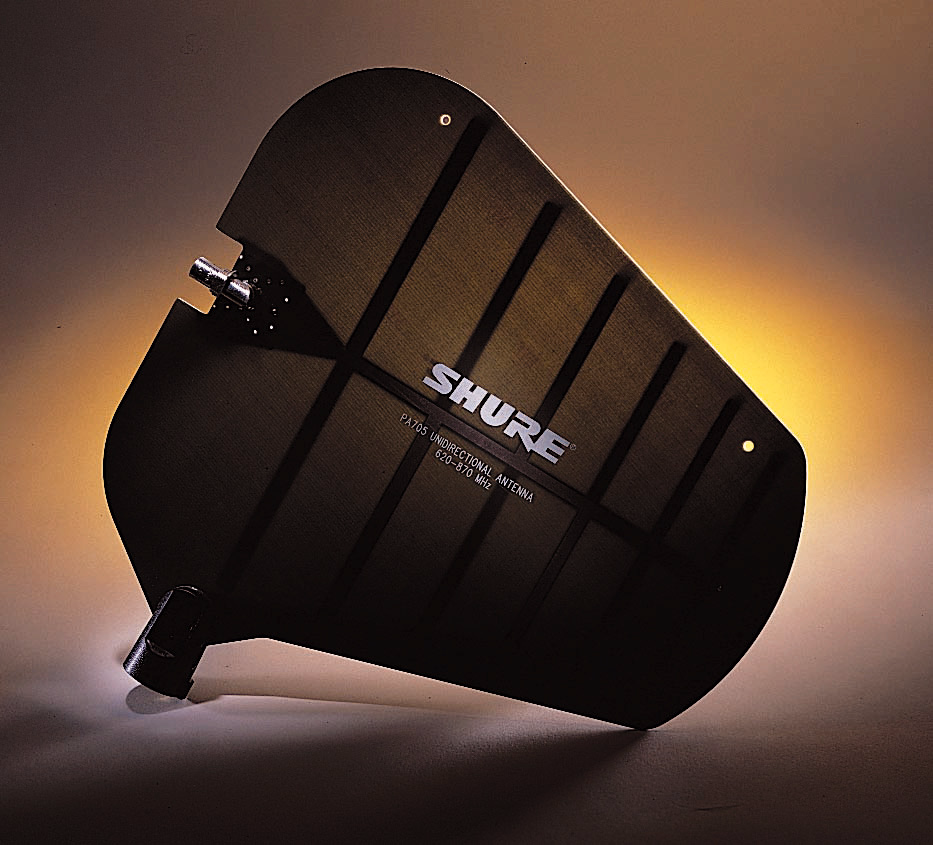 SHURE®
PA705 UNIDIRECTIONAL ANTENNA
620-870 MHz